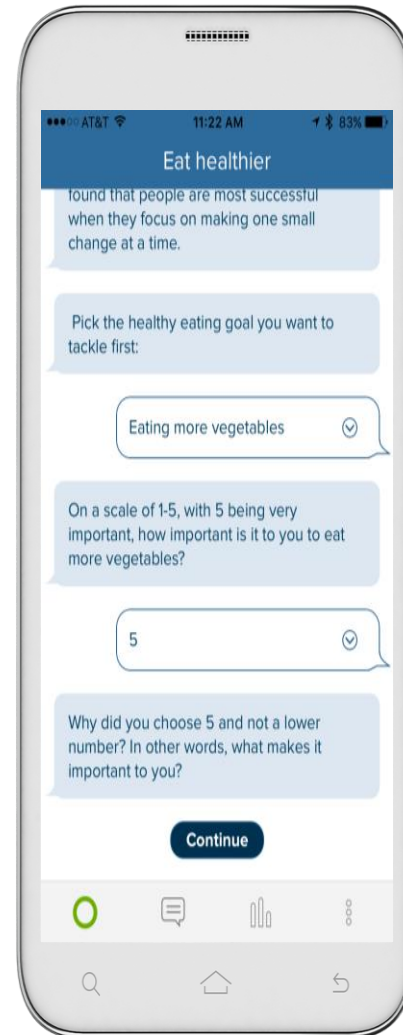 AT&T 11:22 AM 83%
Eat healthier
found that people are most successful
when they focus on making one small
change at a time.
Pick the healthy eating goal you want to
tackle first:
Eating more vegetables
On a scale of 1-5, with 5 being very
important, how important is it to you to eat
more vegetables?
5
Why did you choose 5 and not a lower
number? In other words, what makes it
important to you?
Continue